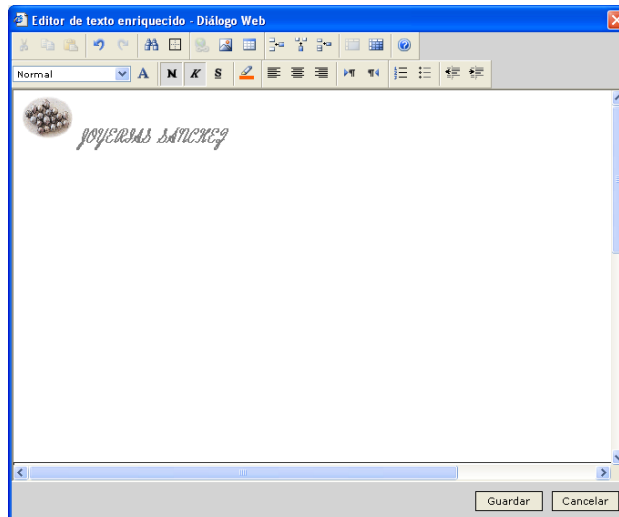 Editor de texto enriquecido - Diálogo Web
Normal A N K S
JOYERIAS SANCHEZ
Guardar Cancelar